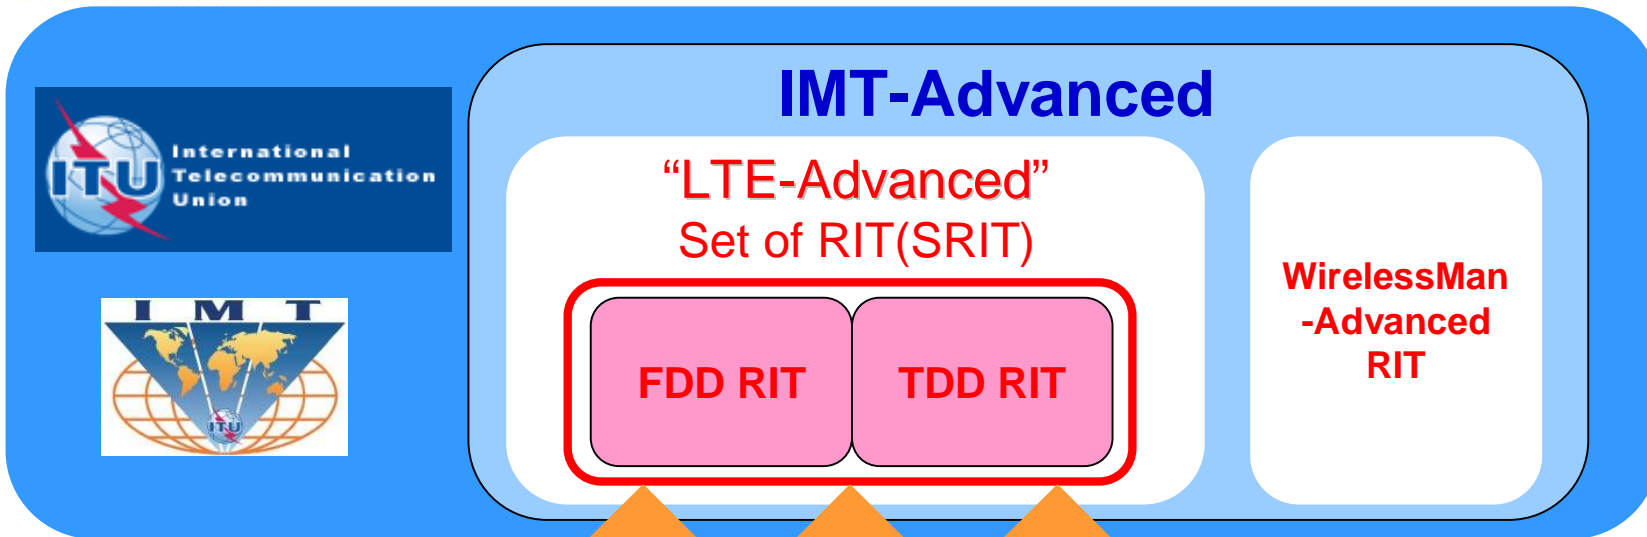 IMT-Advanced
ITU
International
Telecommunication
Union
“LTE-Advanced”
Set of RIT(SRIT)
WirelessMan
-Advanced
RIT
I M T
ITU
FDD RIT
TDD RIT